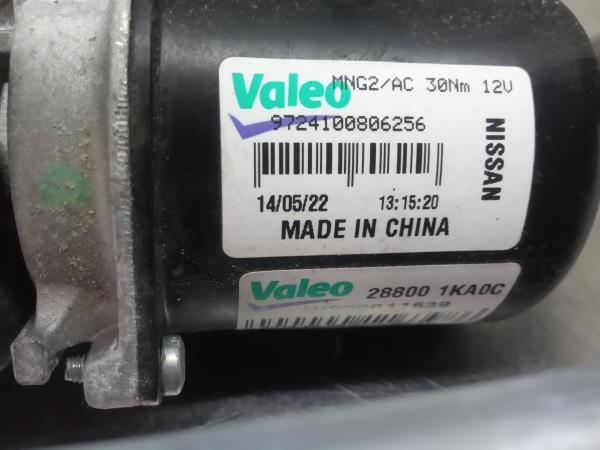 Valeo MNG2/AC 30Nm 12V
9724100806256
NISSAN
14/05/22 13:15:20
MADE IN CHINA
Valeo 28800 1KA0C